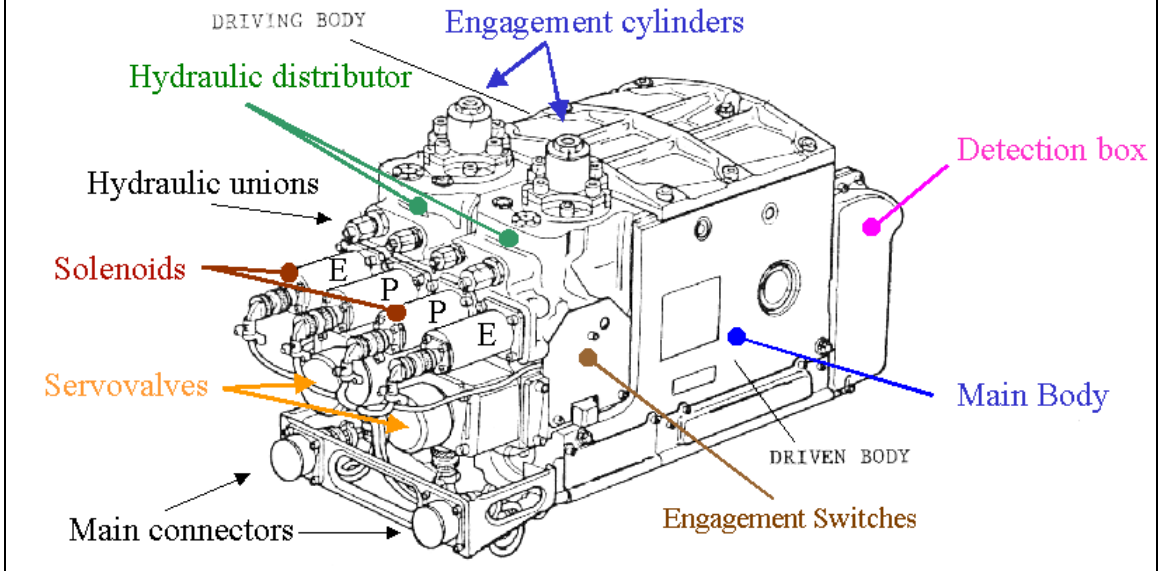 DRIVING BODY
Engagement cylinders
Hydraulic distributor
Detection box
Hydraulic unions
Solenoids
E
P
P
E
Servovalves
Main Body
DRIVEN BODY
Engagement Switches
Main connectors